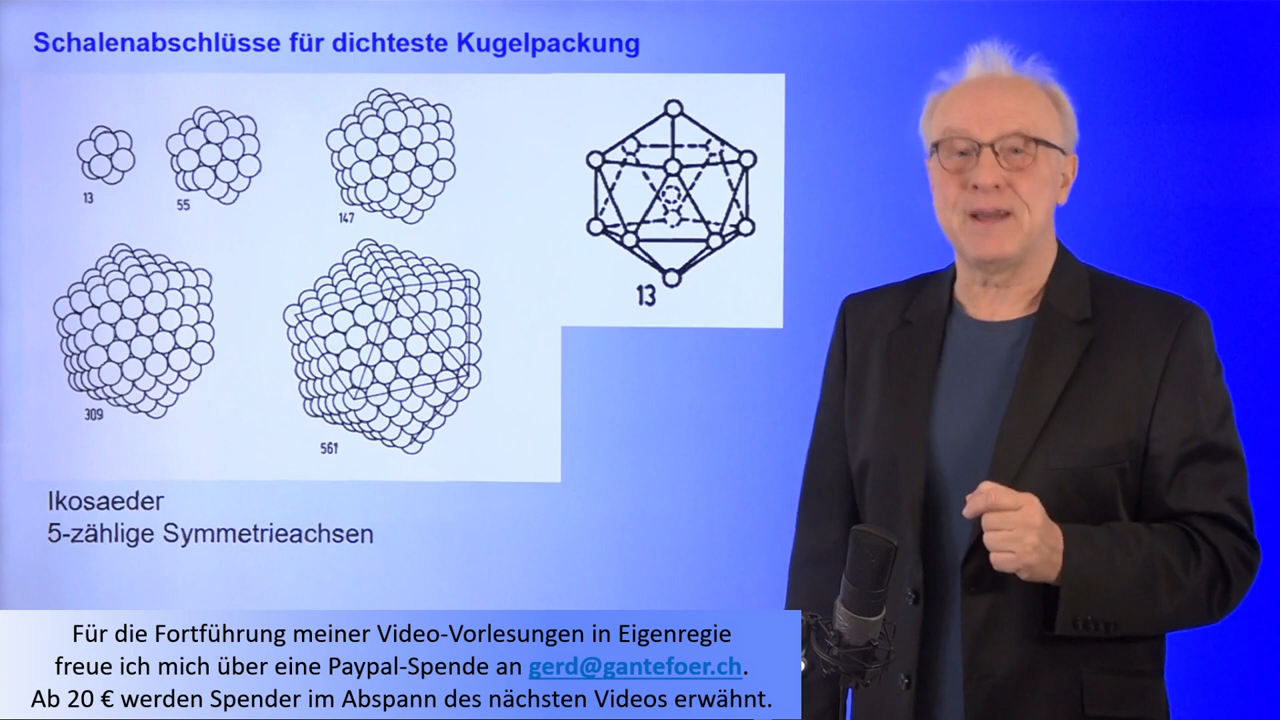 Schalenabschlüsse für dichteste Kugelpackung
13
55
147
13
309
561
Ikosaeder
5-zählige Symmetrieachsen
Für die Fortführung meiner Video-Vorlesungen in Eigenregie
freue ich mich über eine Paypal-Spende an gerd@gantefoer.ch.
Ab 20 € werden Spender im Abspann des nächsten Videos erwähnt.